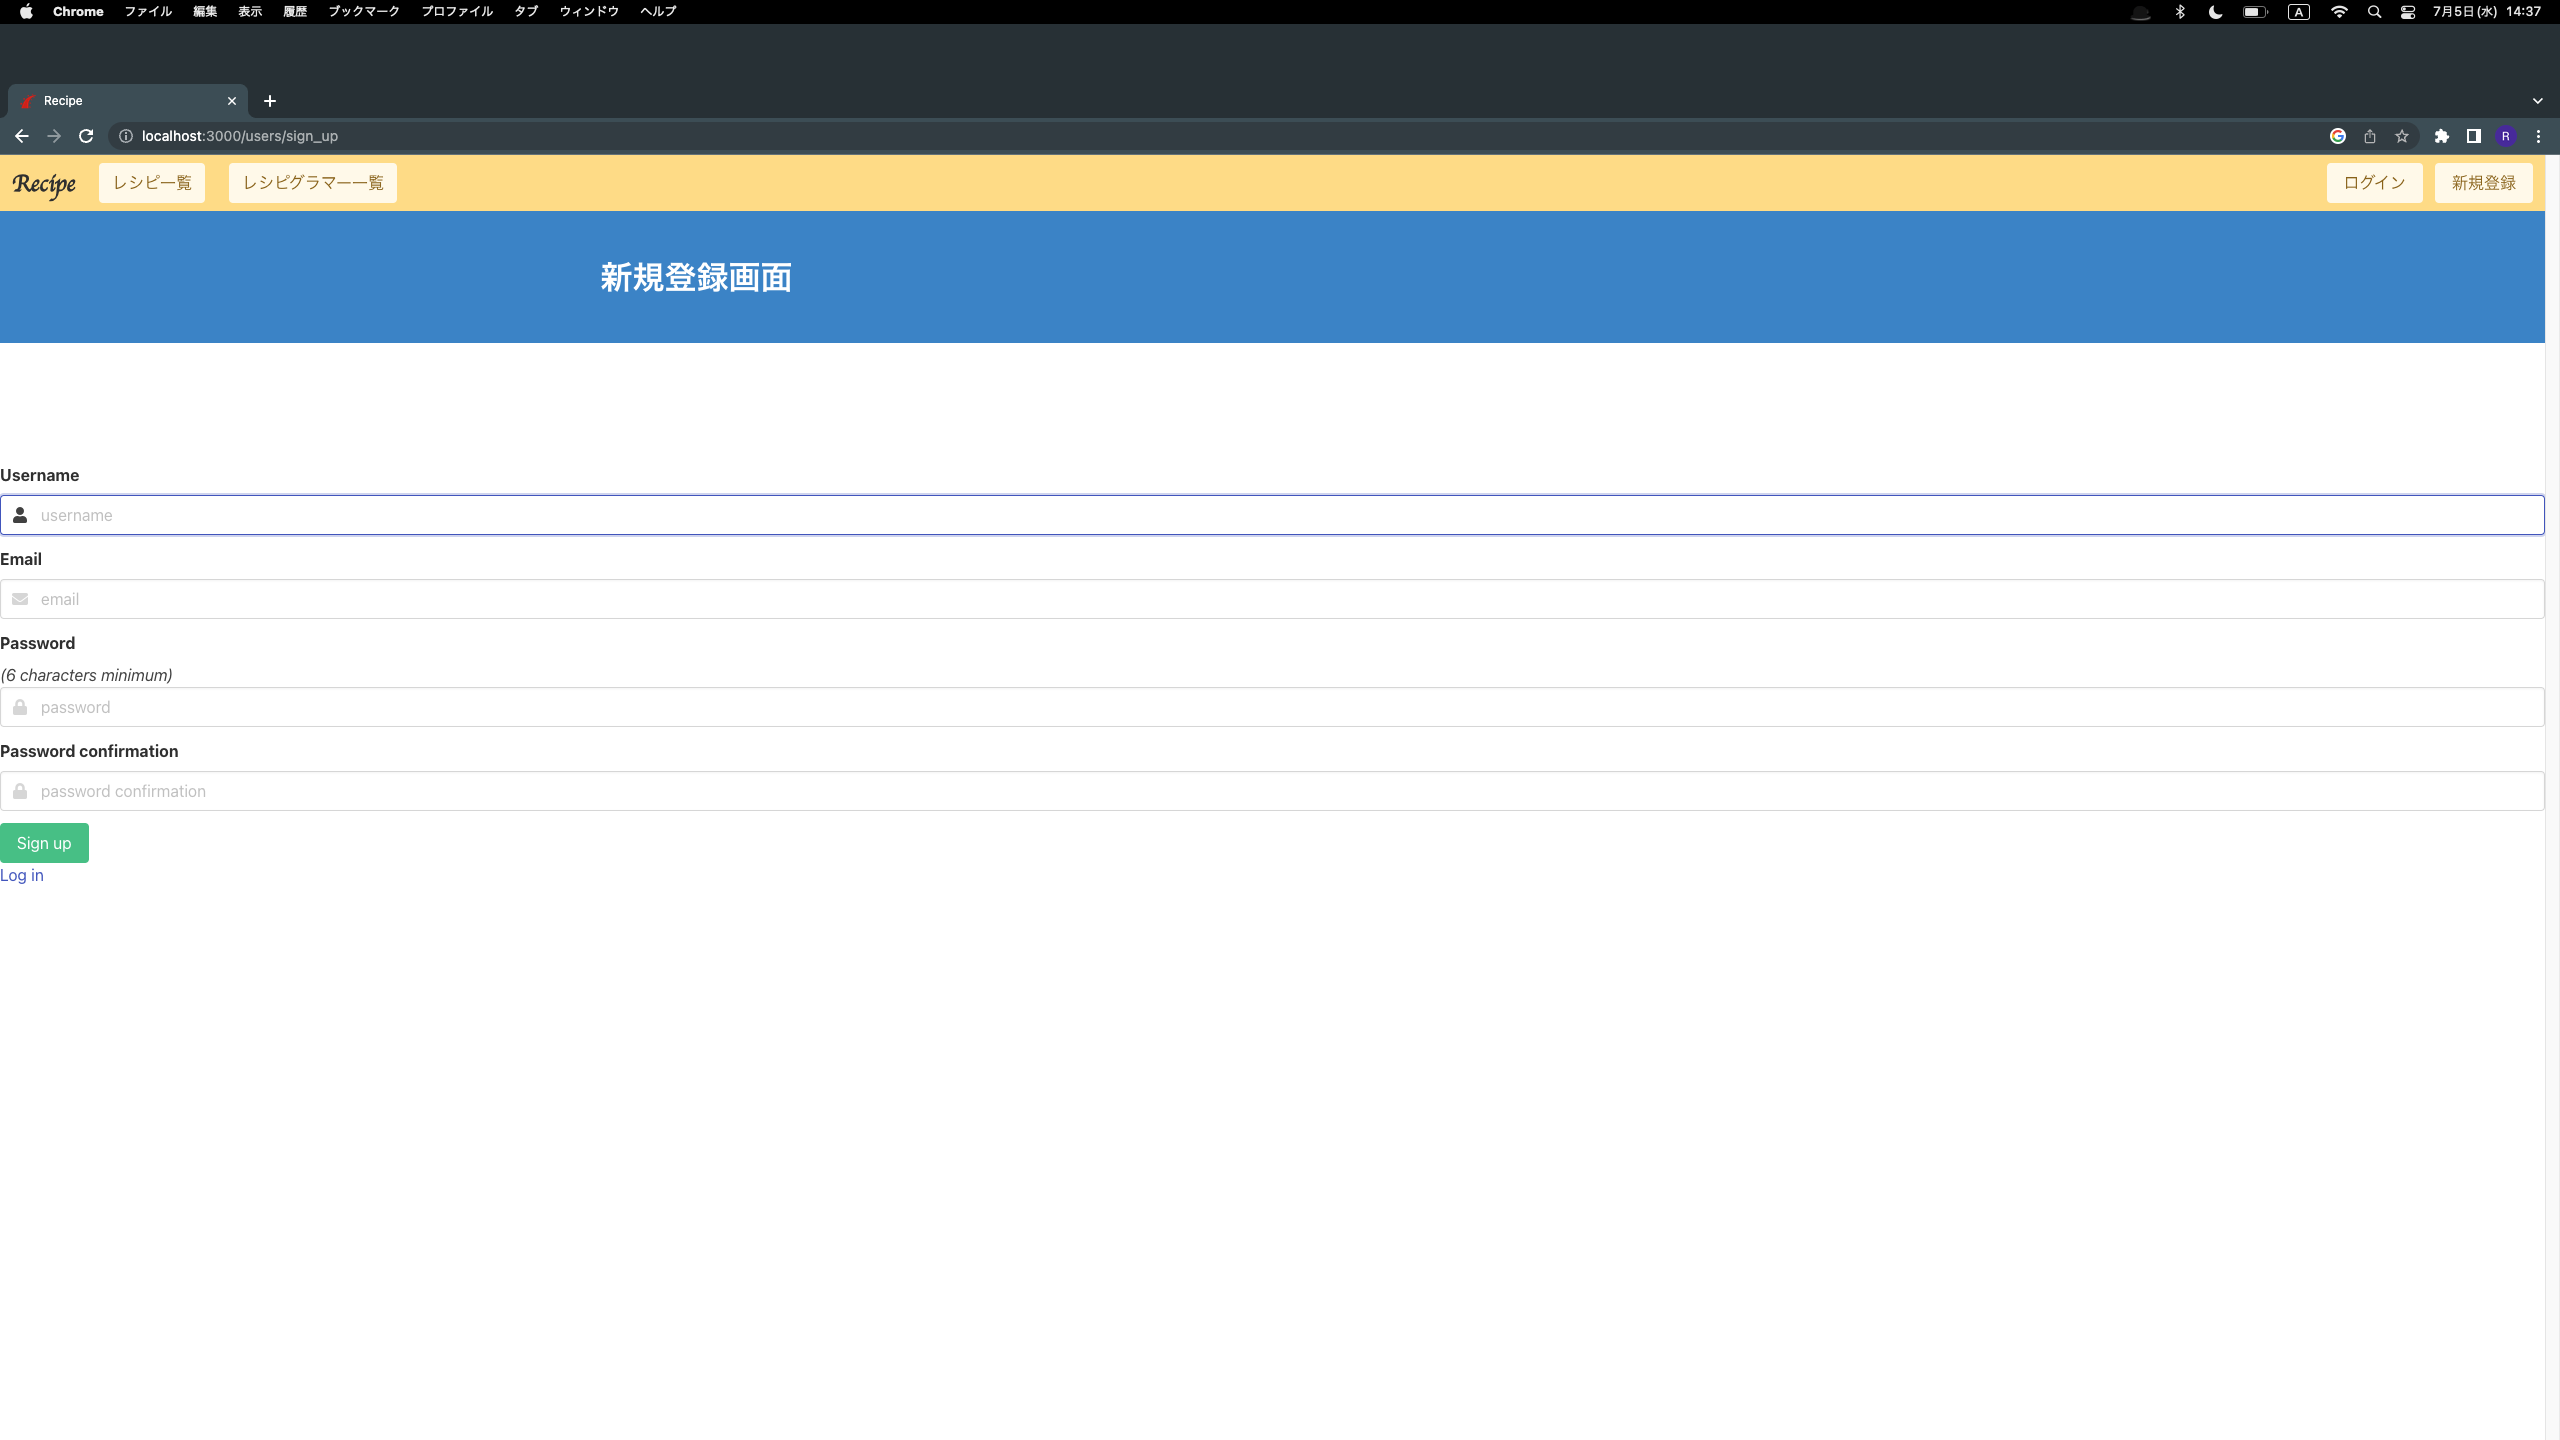 Chrome ファイル 編集 表示 履歴 ブックマーク プロファイル タブ ウィンドウ ヘルプ A 7月5日(水) 14:37
Recipe
localhost:3000/users/sign_up R
Recipe レシピ一覧 レシピグラマー一覧 ログイン 新規登録
新規登録画面
Username
username
Email
email
Password
(6 characters minimum)
password
Password confirmation
password confirmation
Sign up
Log in